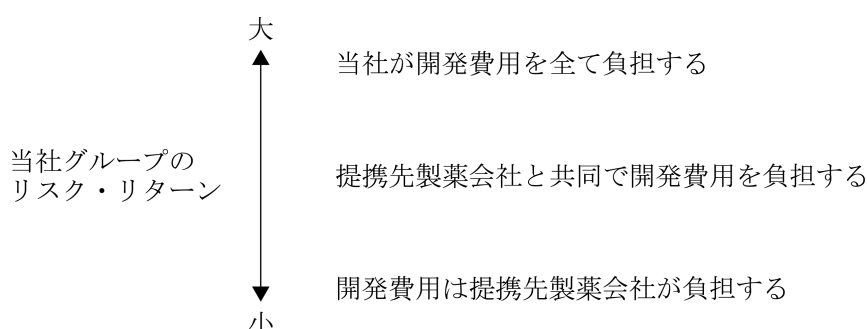 大
当社が開発費用を全て負担する
当社グループの
リスク・リターン
提携先製薬会社と共同で開発費用を負担する
開発費用は提携先製薬会社が負担する
小